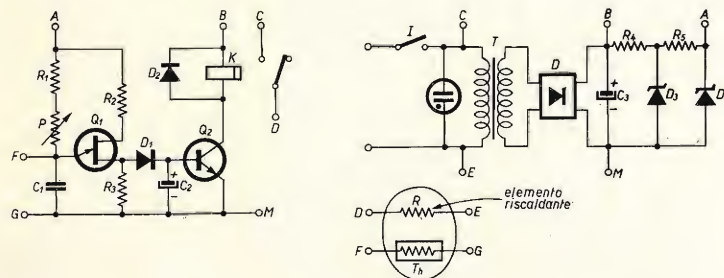 A
B
C
R1
R2
D2
K
P
Q1
D1
Q2
D
F
C1
R3
+
C2
-
G
M
I
C
T
B
R4
R5
A
D
+
C3
-
D3
D
E
M
elemento
riscaldante
D
R
E
F
Th
G